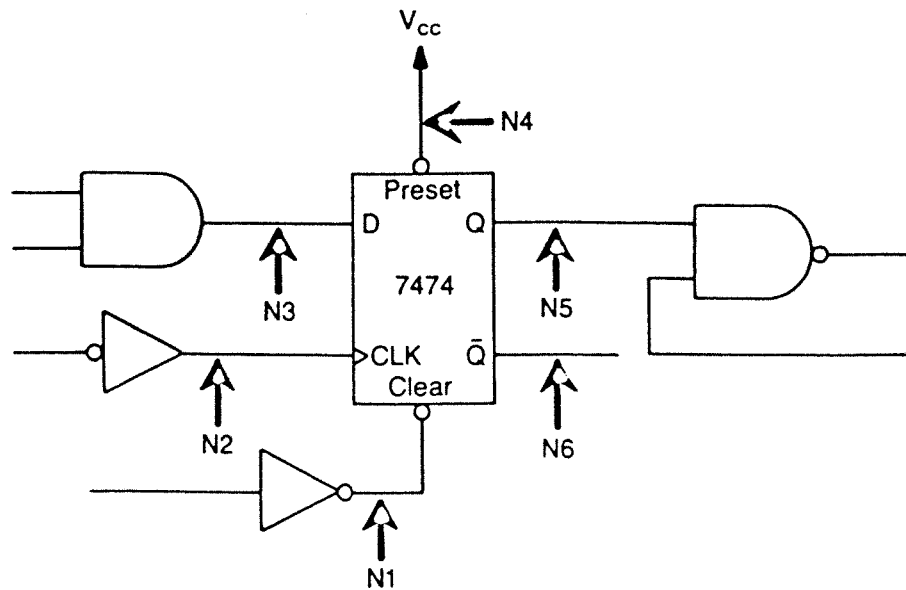 Vcc
N4
Preset
D Q
7474
N3
N5
CLK Q̄
Clear
N2
N6
N1